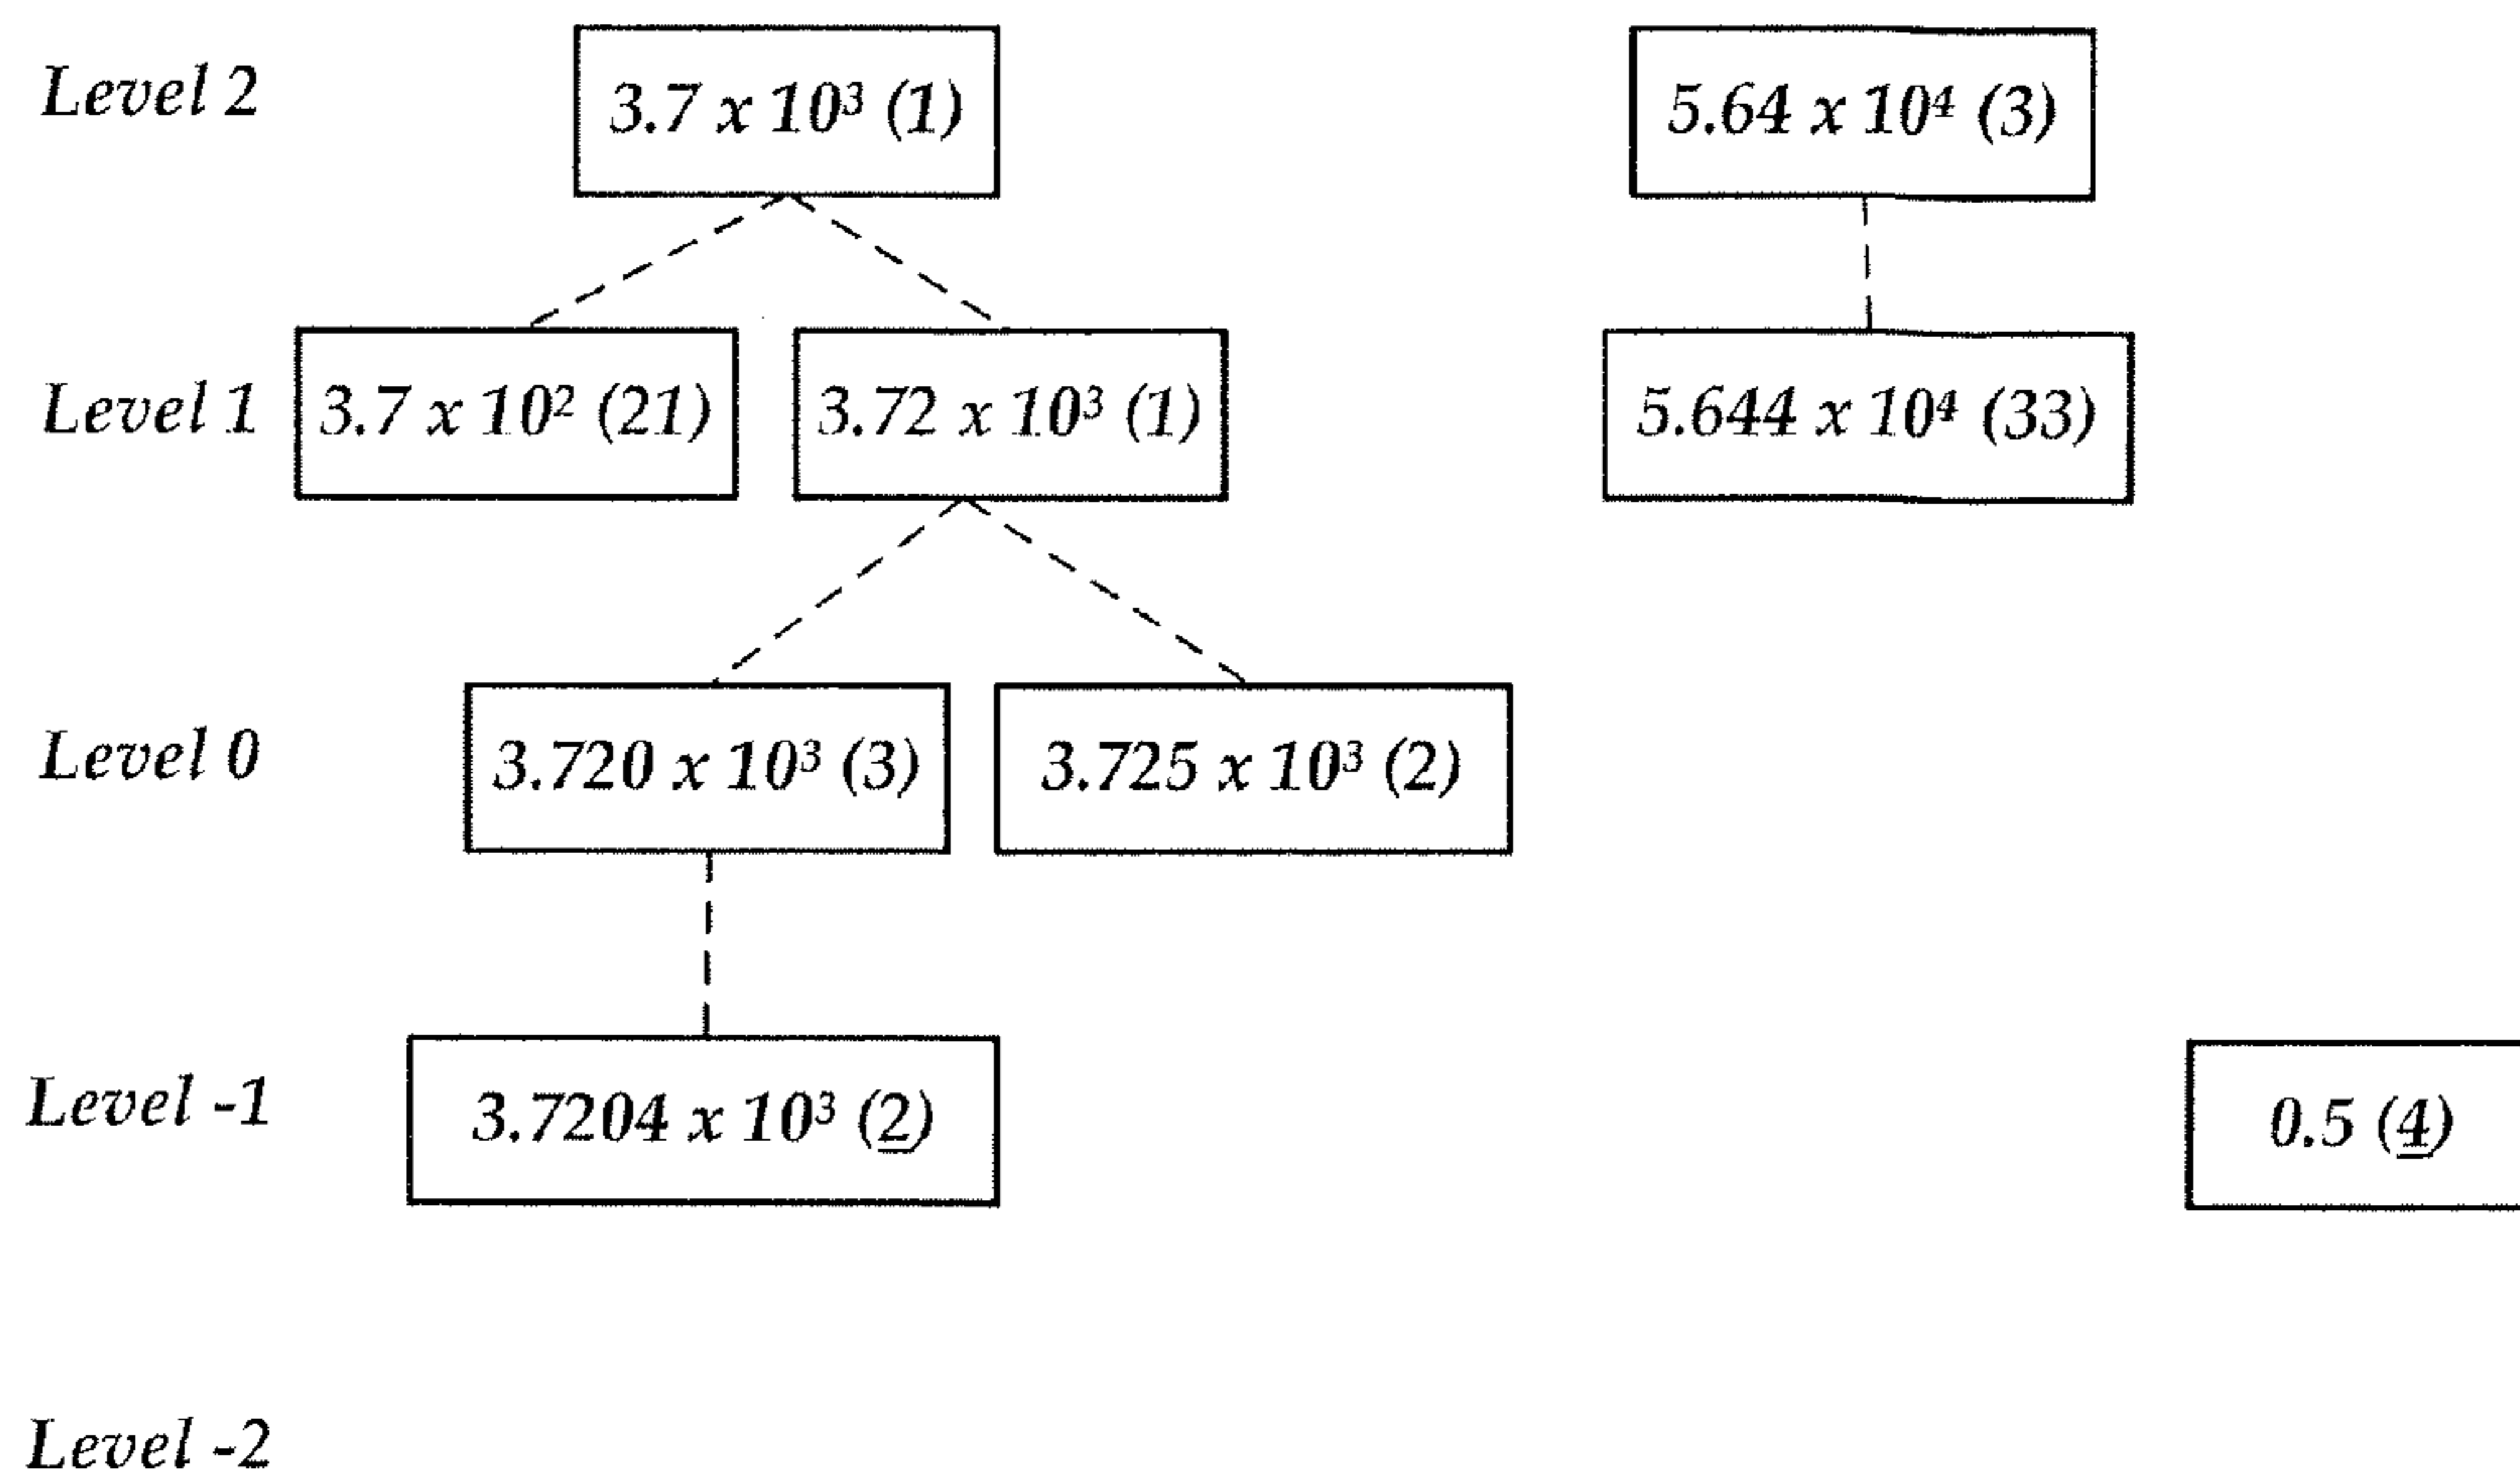 Level 2 3.7 x 10³ (1) 5.64 x 10⁴ (3)
Level 1 3.7 x 10² (21) 3.72 x 10³ (1) 5.644 x 10⁴ (33)
Level 0 3.720 x 10³ (3) 3.725 x 10³ (2)
Level -1 3.7204 x 10³ (2) 0.5 (4)
Level -2